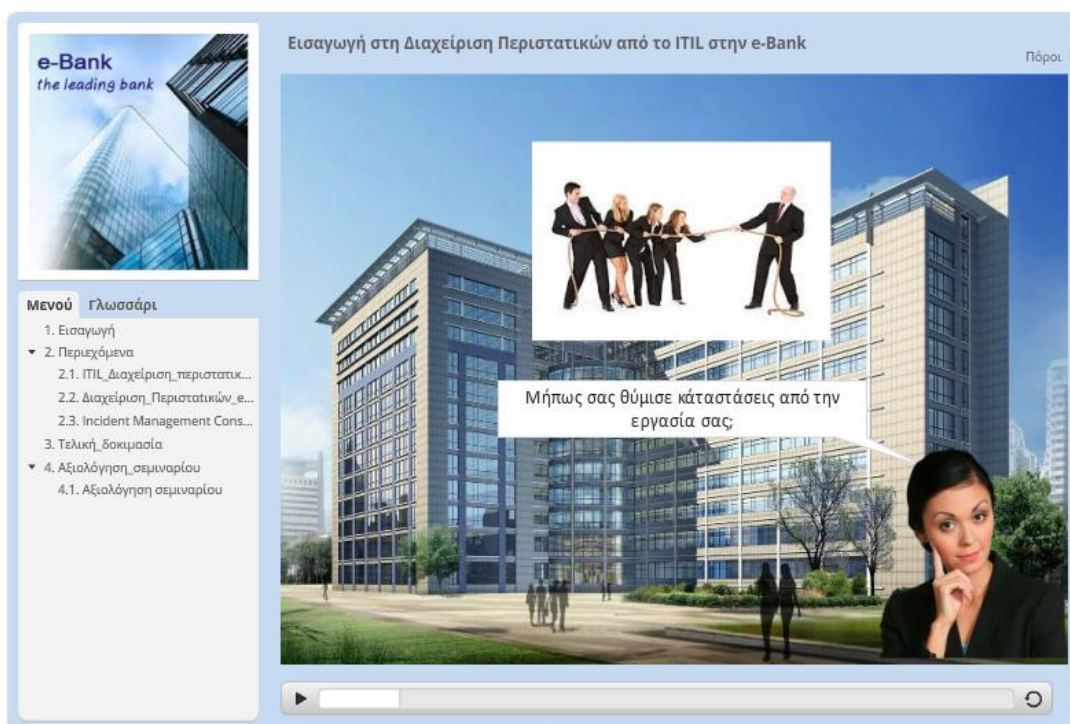 e-Bank
the leading bank
Εισαγωγή στη Διαχείριση Περιστατικών από το ITIL στην e-Bank
Πόροι
Μενού Γλωσσάρι
1. Εισαγωγή
2. Περιεχόμενα
2.1. ITIL_Διαχείριση_περιστατικ...
2.2. Διαχείριση_Περιστατικών_e...
2.3. Incident Management Cons...
3. Τελική_δοκιμασία
4. Αξιολόγηση_σεμιναρίου
4.1. Αξιολόγηση σεμιναρίου
Μήπως σας θύμισε κάταστάσεις από την
εργασία σας;